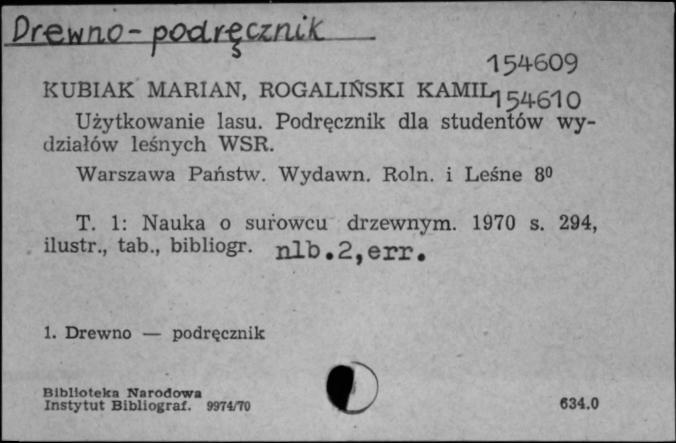 Drewno - podręcznik
154609
KUBIAK MARIAN, ROGALIŃSKI KAMIL
154610
Użytkowanie lasu. Podręcznik dla studentów wy-
działów leśnych WSR.
Warszawa Państw. Wydawn. Roln. i Leśne 8⁰
T. 1: Nauka o surowcu drzewnym. 1970 s. 294,
ilustr., tab., bibliogr. nlb.2,err.
1. Drewno — podręcznik
Biblioteka Narodowa
Instytut Bibliograf. 9974/70
634.0